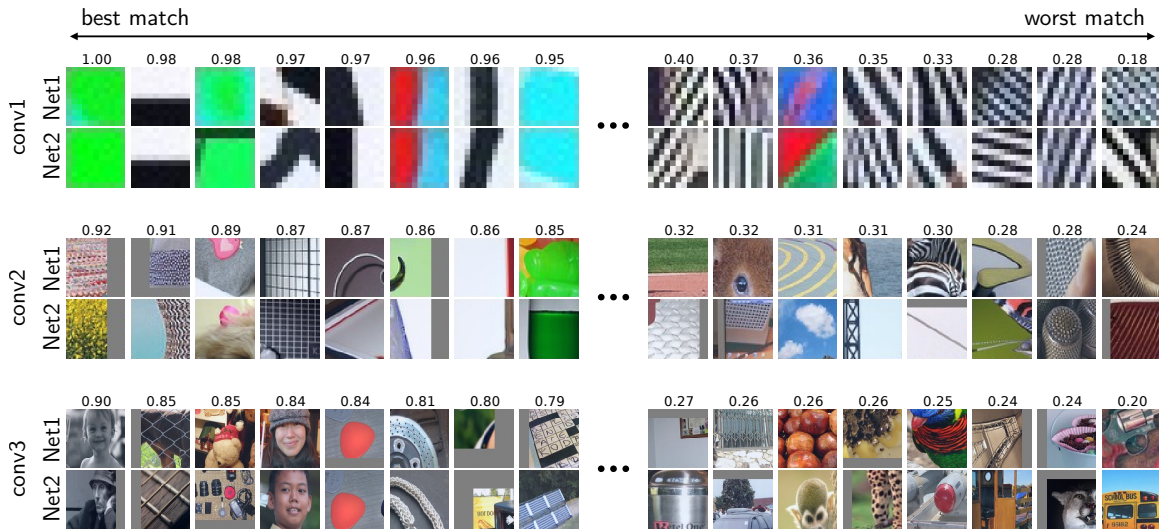 best match
worst match
conv1
Net1
Net2
1.00 0.98 0.98 0.97 0.97 0.96 0.96 0.95 ... 0.40 0.37 0.36 0.35 0.33 0.28 0.28 0.18
conv2
Net1
Net2
0.92 0.91 0.89 0.87 0.87 0.86 0.86 0.85 ... 0.32 0.32 0.31 0.31 0.30 0.28 0.28 0.24
conv3
Net1
Net2
0.90 0.85 0.85 0.84 0.84 0.81 0.80 0.79 ... 0.27 0.26 0.26 0.26 0.25 0.24 0.24 0.20
SCHOOL BUS